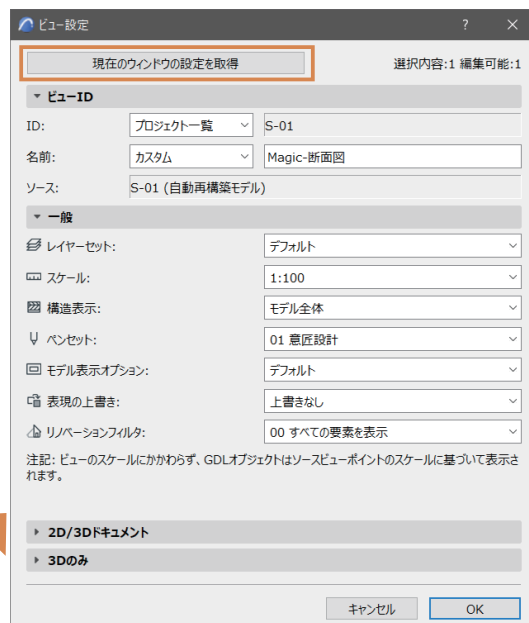 ビュー設定
現在のウィンドウの設定を取得 選択内容:1 編集可能:1
ビューID
ID: プロジェクト一覧 S-01
名前: カスタム Magic-断面図
ソース: S-01 (自動再構築モデル)
一般
レイヤーセット: デフォルト
スケール: 1:100
構造表示: モデル全体
ペンセット: 01 意匠設計
モデル表示オプション: デフォルト
表現の上書き: 上書きなし
リノベーションフィルタ: 00 すべての要素を表示
注記: ビューのスケールにかかわらず、GDLオブジェクトはソースビューポイントのスケールに基づいて表示さ
れます。
2D/3Dドキュメント
3Dのみ
キャンセル OK